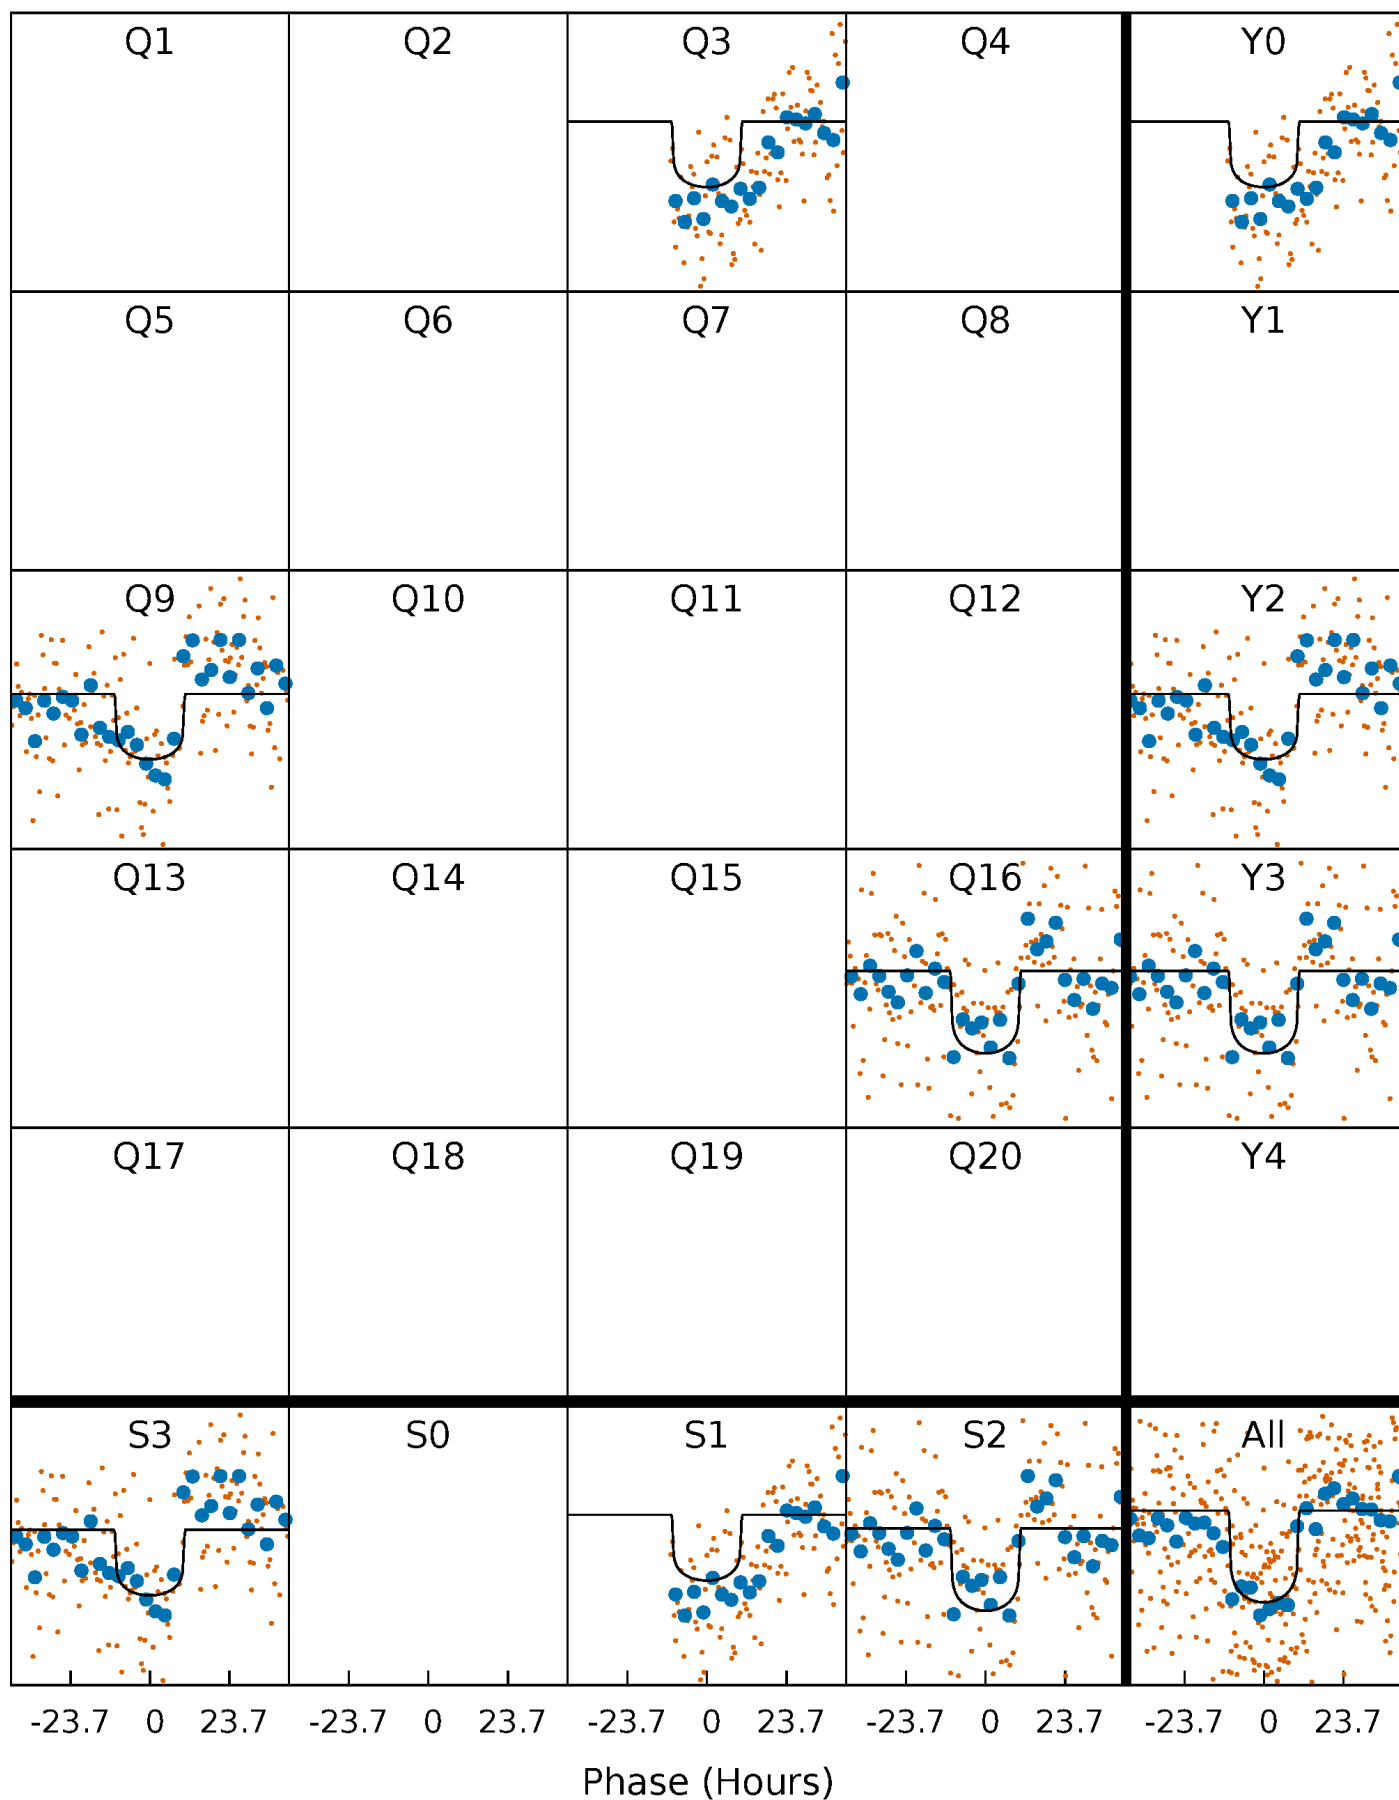 Q1 Q2 Q3 Q4 Y0
Q5 Q6 Q7 Q8 Y1
Q9 Q10 Q11 Q12 Y2
Q13 Q14 Q15 Q16 Y3
Q17 Q18 Q19 Q20 Y4
S3 S0 S1 S2 All
-23.7 0 23.7 -23.7 0 23.7 -23.7 0 23.7 -23.7 0 23.7 -23.7 0 23.7
Phase (Hours)